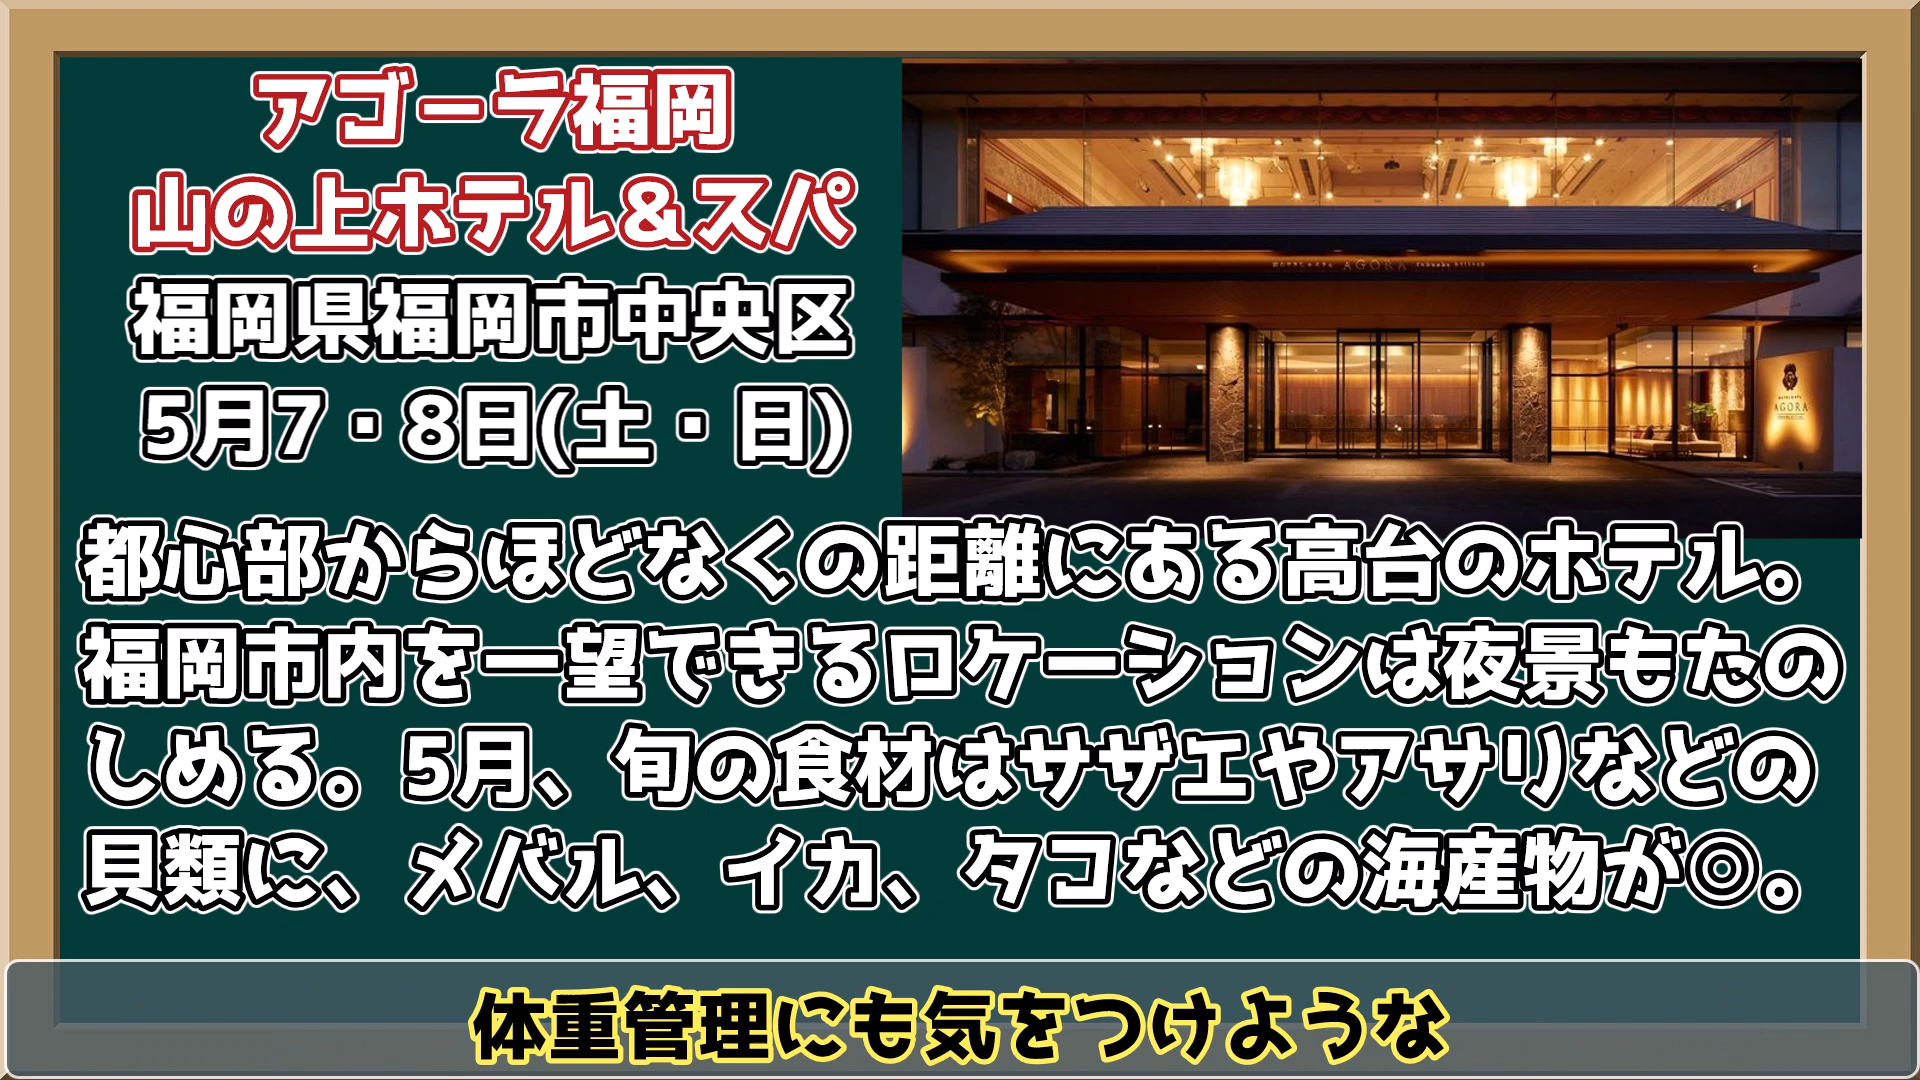 アゴーラ福岡
山の上ホテル&スパ
福岡県福岡市中央区
5月7・8日(土・日)
AGORA
AGORA
都心部からほどなくの距離にある高台のホテル。
福岡市内を一望できるロケーションは夜景もたの
しめる。5月、旬の食材はサザエやアサリなどの
貝類に、メバル、イカ、タコなどの海産物が◎。
体重管理にも気をつけような